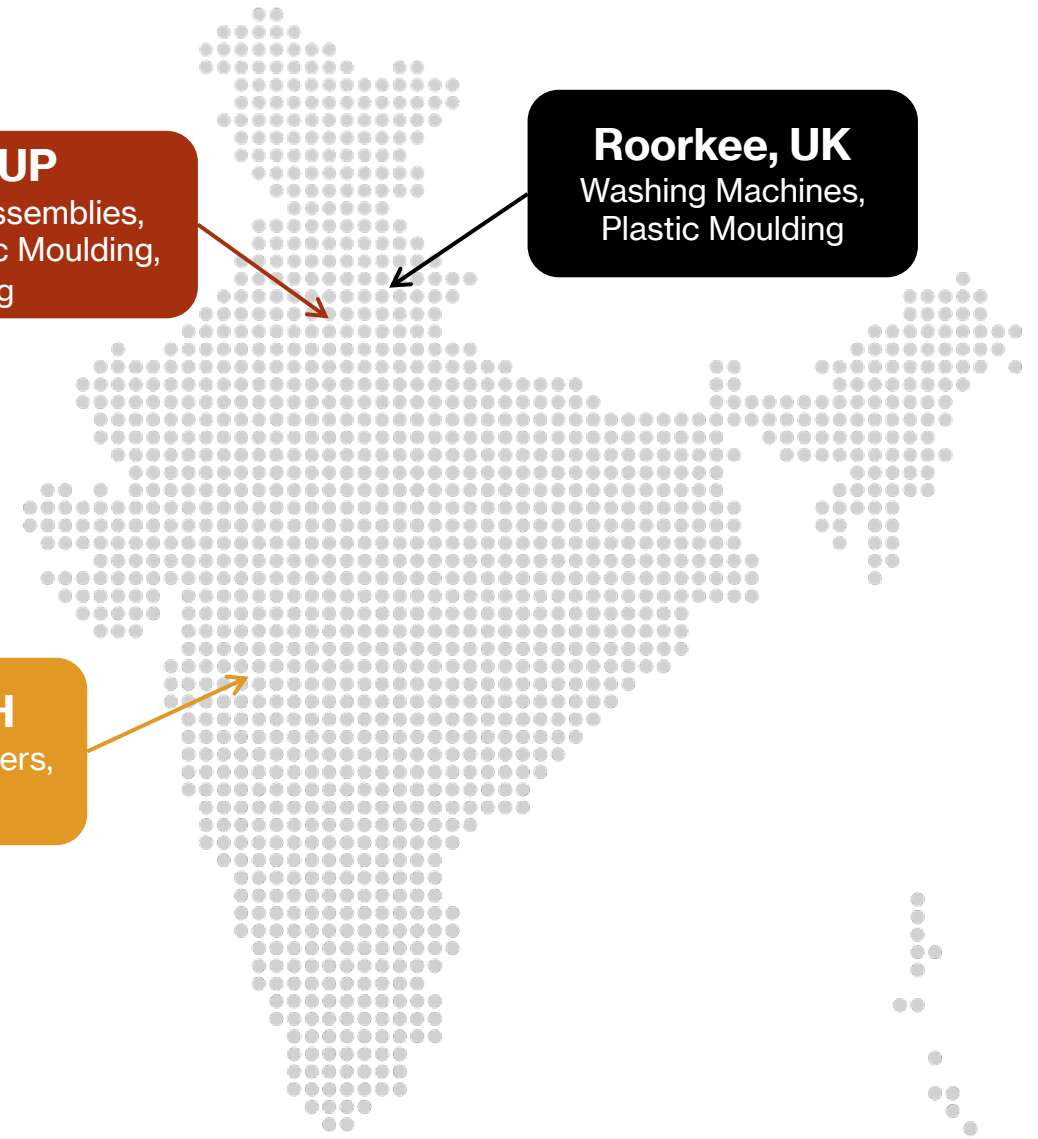 UP
ssemblies,
c Moulding,
g
Roorkee, UK
Washing Machines,
Plastic Moulding
H
ers,